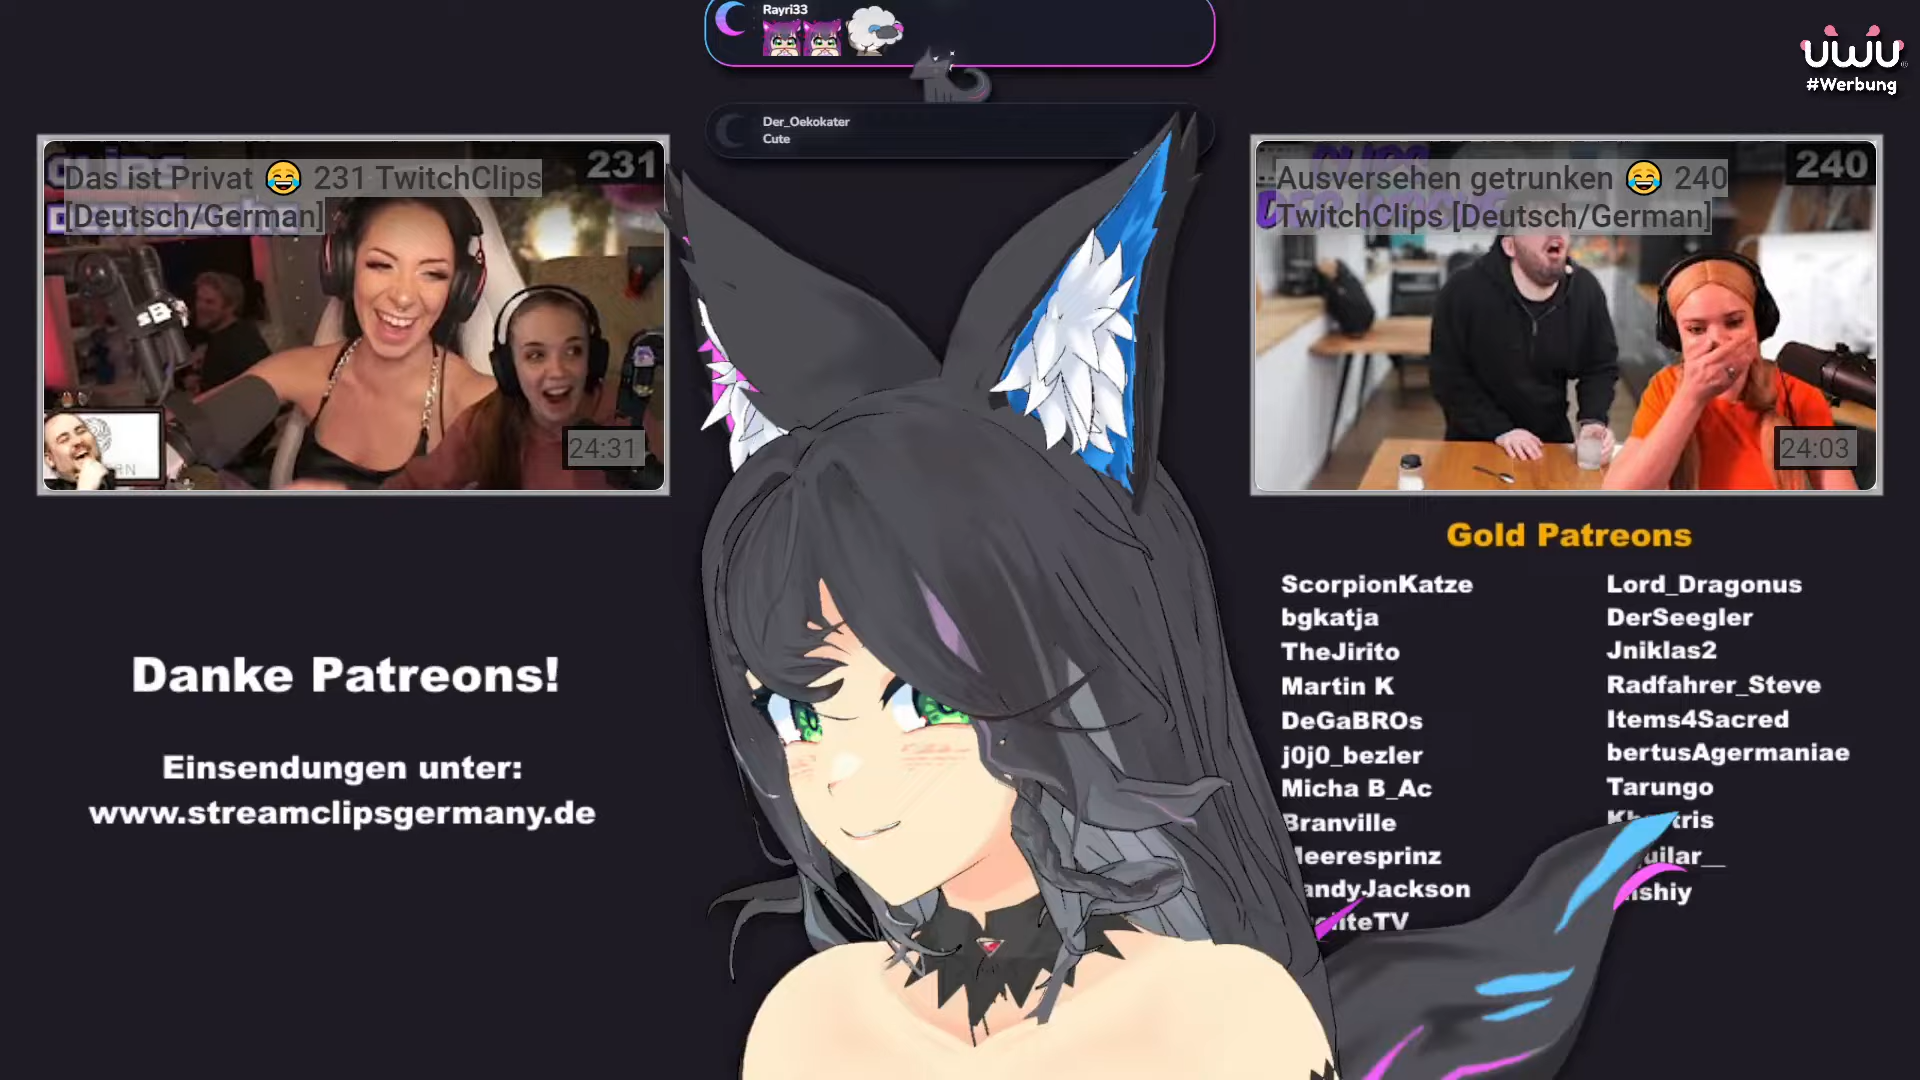 Rayri33
Der_Oekokater
Cute
UWU
#Werbung
231
Das ist Privat 😂 231 TwitchClips
[Deutsch/German]
24:31
240
Ausversehen getrunken 😂 240
TwitchClips [Deutsch/German]
24:03
Danke Patreons!
Einsendungen unter:
www.streamclipsgermany.de
Gold Patreons
ScorpionKatze
bgkatja
TheJirito
Martin K
DeGaBROs
j0j0_bezler
Micha B_Ac
Branville
Lord_Dragonus
DerSeegler
Jniklas2
Radfahrer_Steve
Items4Sacred
bertusAgermaniae
Tarungo